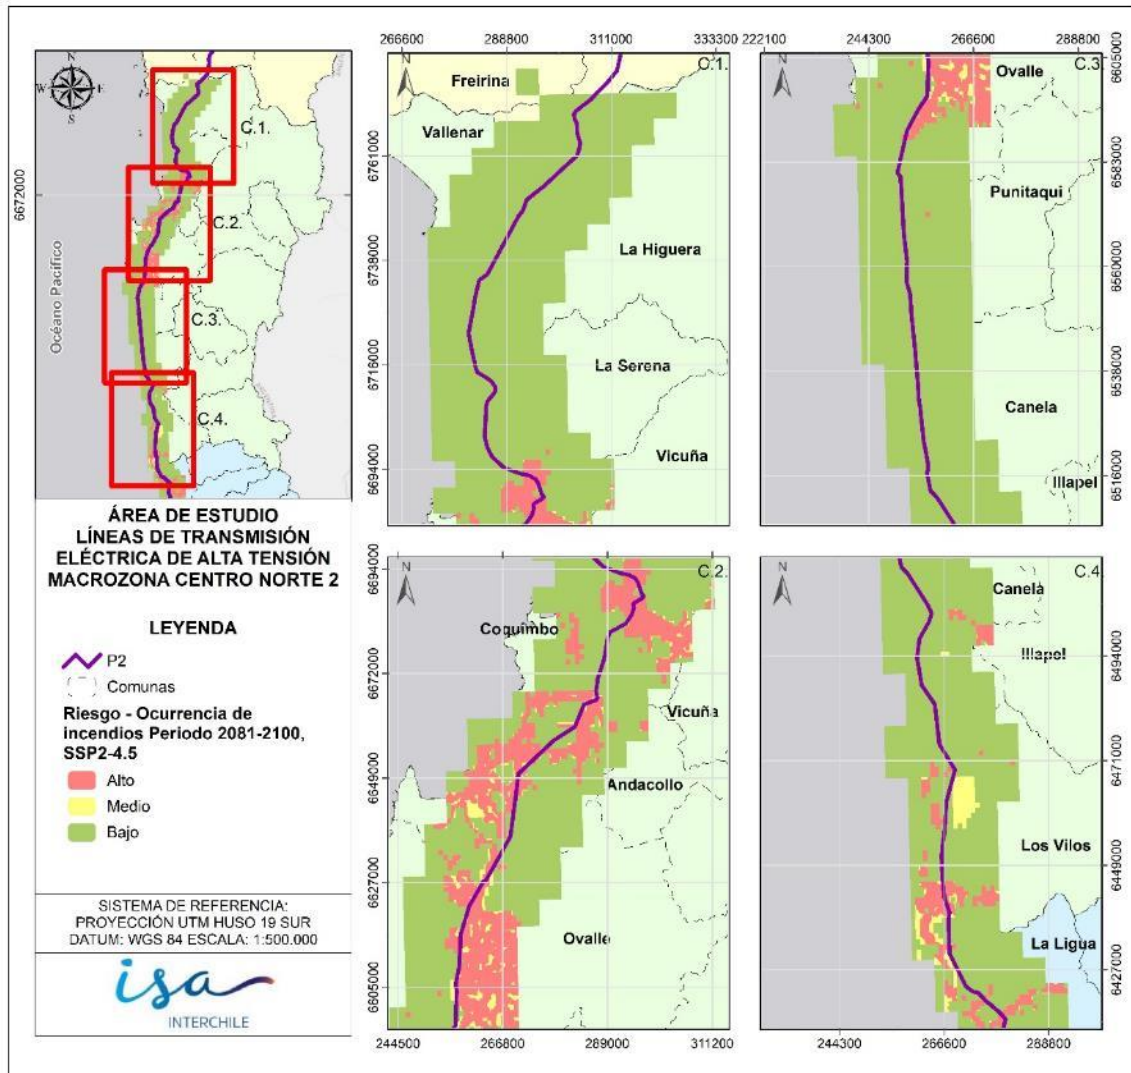 N
W
E
S
6672000
Océano Pacífico
C.1.
C.2.
C.3.
C.4.
ÁREA DE ESTUDIO
LÍNEAS DE TRANSMISIÓN
ELÉCTRICA DE ALTA TENSIÓN
MACROZONA CENTRO NORTE 2
LEYENDA
P2
Comunas
Riesgo - Ocurrencia de
incendios Periodo 2081-2100,
SSP2-4.5
Alto
Medio
Bajo
SISTEMA DE REFERENCIA:
PROYECCIÓN UTM HUSO 19 SUR
DATUM: WGS 84 ESCALA: 1:500.000
isa
INTERCHILE
266600 288800 311000 333300
N
C.1.
Freirina
Vallenar
La Higuera
La Serena
Vicuña
6761000
6738000
6716000
6694000
222100 244300 266600 288800
N
C.3
Ovalle
Punitaqui
Canela
Illapel
6605000
6583000
6560000
6538000
6516000
N
C.2.
Coquimbo
Vicuña
Andacollo
Ovalle
6694000
6672000
6649000
6627000
6605000
244500 266800 289000 311200
N
C.4
Canela
Illapel
Los Vilos
La Ligua
6494000
6471000
6449000
6427000
244300 266600 288800